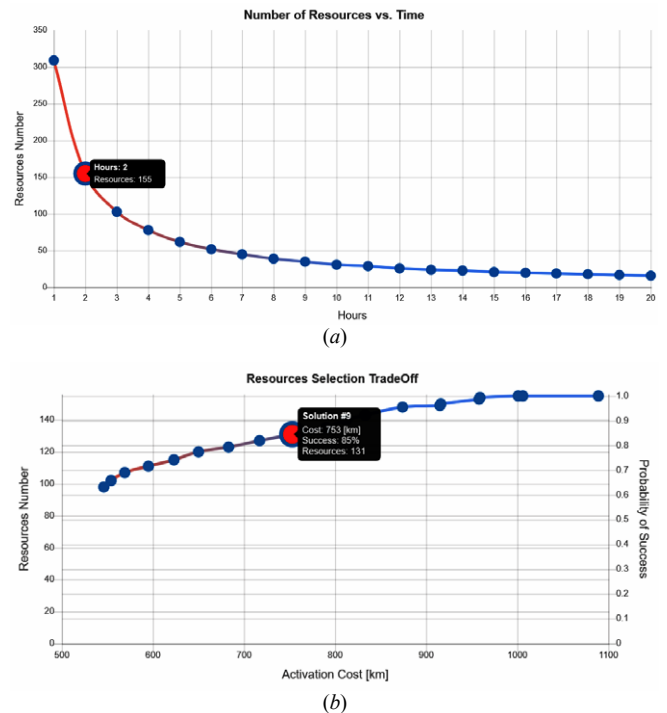 Number of Resources vs. Time
350
300
250
200
150
100
50
0
Resources Number
Hours: 2
Resources: 155
1 2 3 4 5 6 7 8 9 10 11 12 13 14 15 16 17 18 19 20
Hours
(a)
Resources Selection TradeOff
140
120
100
80
60
40
20
0
Resources Number
Solution #9
Cost: 753 [km]
Success: 85%
Resources: 131
1.0
0.9
0.8
0.7
0.6
0.5
0.4
0.3
0.2
0.1
0
Probability of Success
500 600 700 800 900 1000 1100
Activation Cost [km]
(b)